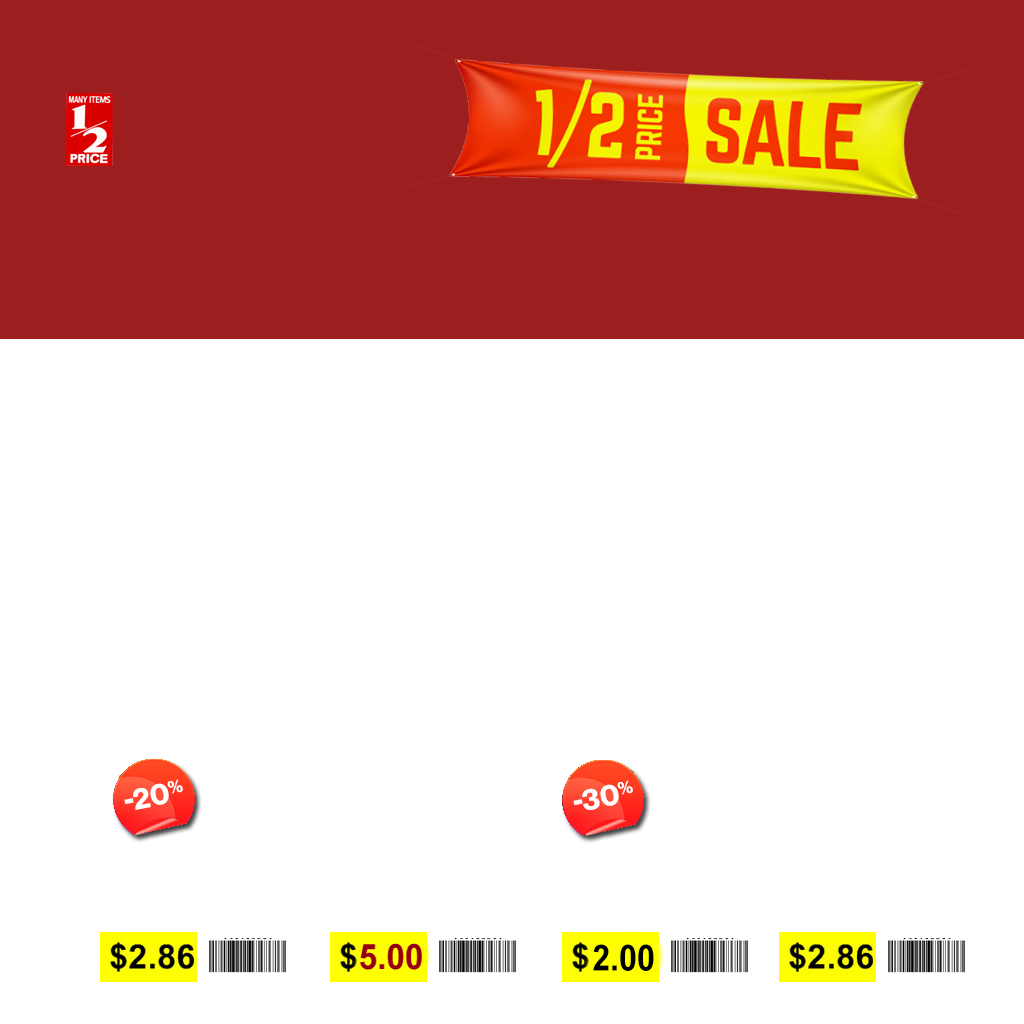 MANY ITEMS
1/2
PRICE
1/2 PRICE SALE
-20%
-30%
$2.86
$5.00
$2.00
$2.86